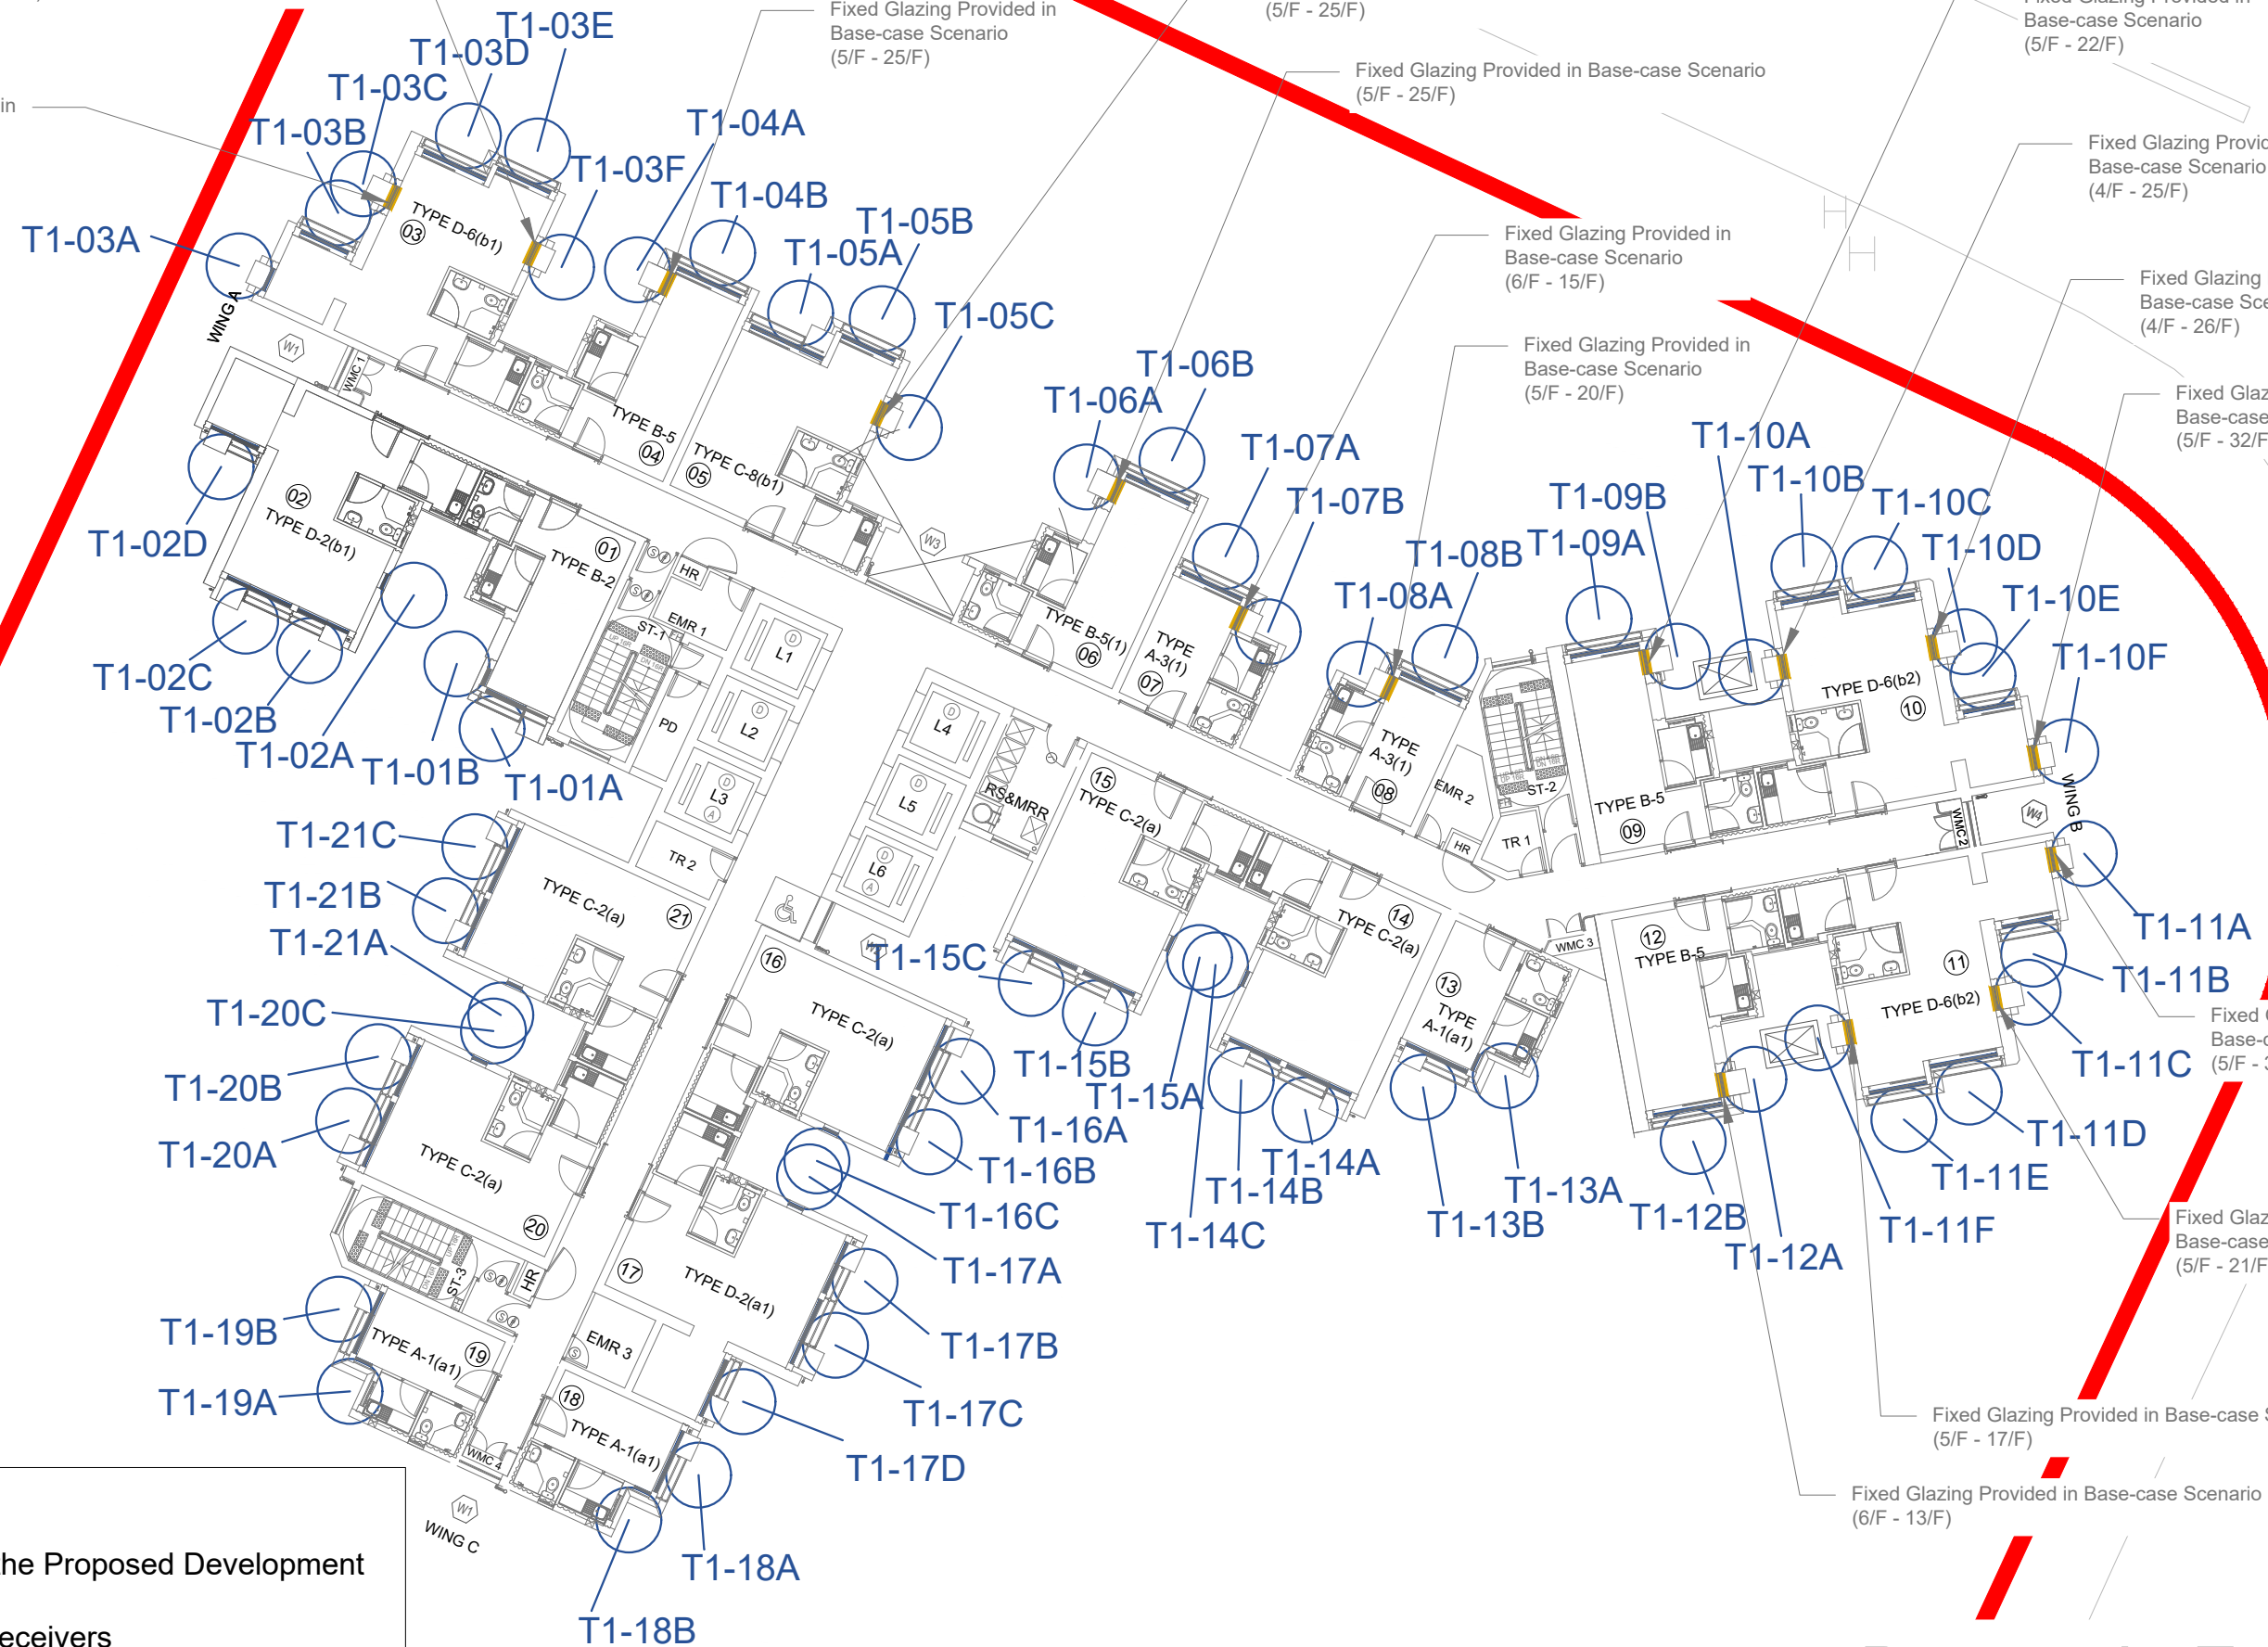 Fixed Glazing Provided in
Base-case Scenario
(5/F - 25/F)
(5/F - 25/F)
Fixed Glazing Provided in Base-case Scenario
(5/F - 25/F)
Base-case Scenario
(5/F - 22/F)
in
Base-case Scenario
(4/F - 25/F)
Fixed Glazing Provided in
Base-case Scenario
(6/F - 15/F)
Fixed Glazing
(4/F - 26/F)
Fixed Glazing Provided in
Base-case Scenario
(5/F - 20/F)
Base-case
(5/F - 32/F
T1-03E
T1-03D
T1-03C
T1-03B
T1-03A
T1-03F
T1-04A
T1-04B
T1-05A
T1-05B
T1-05C
T1-06A
T1-06B
T1-07A
T1-07B
T1-08A
T1-08B
T1-09A
T1-09B
T1-10A
T1-10B
T1-10C
T1-10D
T1-10E
T1-10F
WING A
W1
WMC 1
TYPE D-6(b1)
03
TYPE B-5
04
TYPE C-8(b1)
05
W3
TYPE B-5(1)
06
TYPE
A-3(1)
07
TYPE
A-3(1)
08
EMR 2
HR
TR 1
ST-2
TYPE B-5
09
TYPE D-6(b2)
10
WMC 2
W4
WING B
02
TYPE D-2(b1)
01
TYPE B-2
HR
EMR 1
ST-1
PD
L1
L2
L3
TR 2
L4
L5
L6
RS&MRR
T1-02D
T1-02C
T1-02B
T1-02A
T1-01B
T1-01A
T1-21C
T1-21B
T1-21A
T1-20C
T1-20B
T1-20A
TYPE C-2(a)
21
TYPE C-2(a)
20
16
TYPE C-2(a)
15
TYPE C-2(a)
14
TYPE C-2(a)
13
TYPE
A-1(a1)
WMC 3
12
TYPE B-5
11
TYPE D-6(b2)
T1-15C
T1-15B
T1-15A
T1-16A
T1-16B
T1-16C
T1-14A
T1-14B
T1-14C
T1-13A
T1-13B
T1-12B
T1-12A
T1-11A
T1-11B
T1-11C
T1-11D
T1-11E
T1-11F
Fixed
Fixed Glazing Provided in Base-case
(5/F - 17/F)
Base-case
(5/F - 21/F
Fixed Glazing Provided in Base-case Scenario
(6/F - 13/F)
T1-17A
T1-17B
T1-17C
T1-17D
17
TYPE D-2(a1)
EMR 3
ST-3
HR
T1-19B
T1-19A
TYPE A-1(a1)
19
18
TYPE A-1(a1)
WMC 4
W1
WING C
T1-18A
T1-18B
the Proposed Development
eceivers